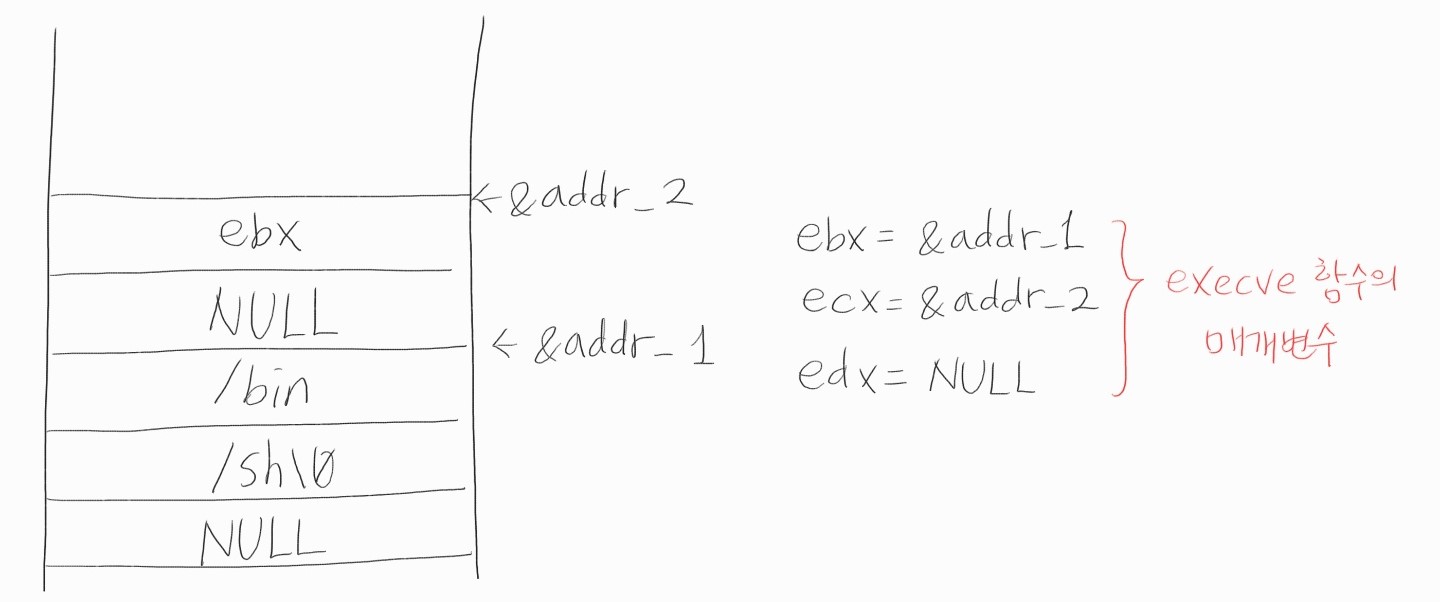 ←&addr_2
ebx
NULL
← &addr_1
/bin
/sh\0
NULL
ebx = &addr_1
ecx = &addr_2
edx = NULL
execve 함수의
매개변수